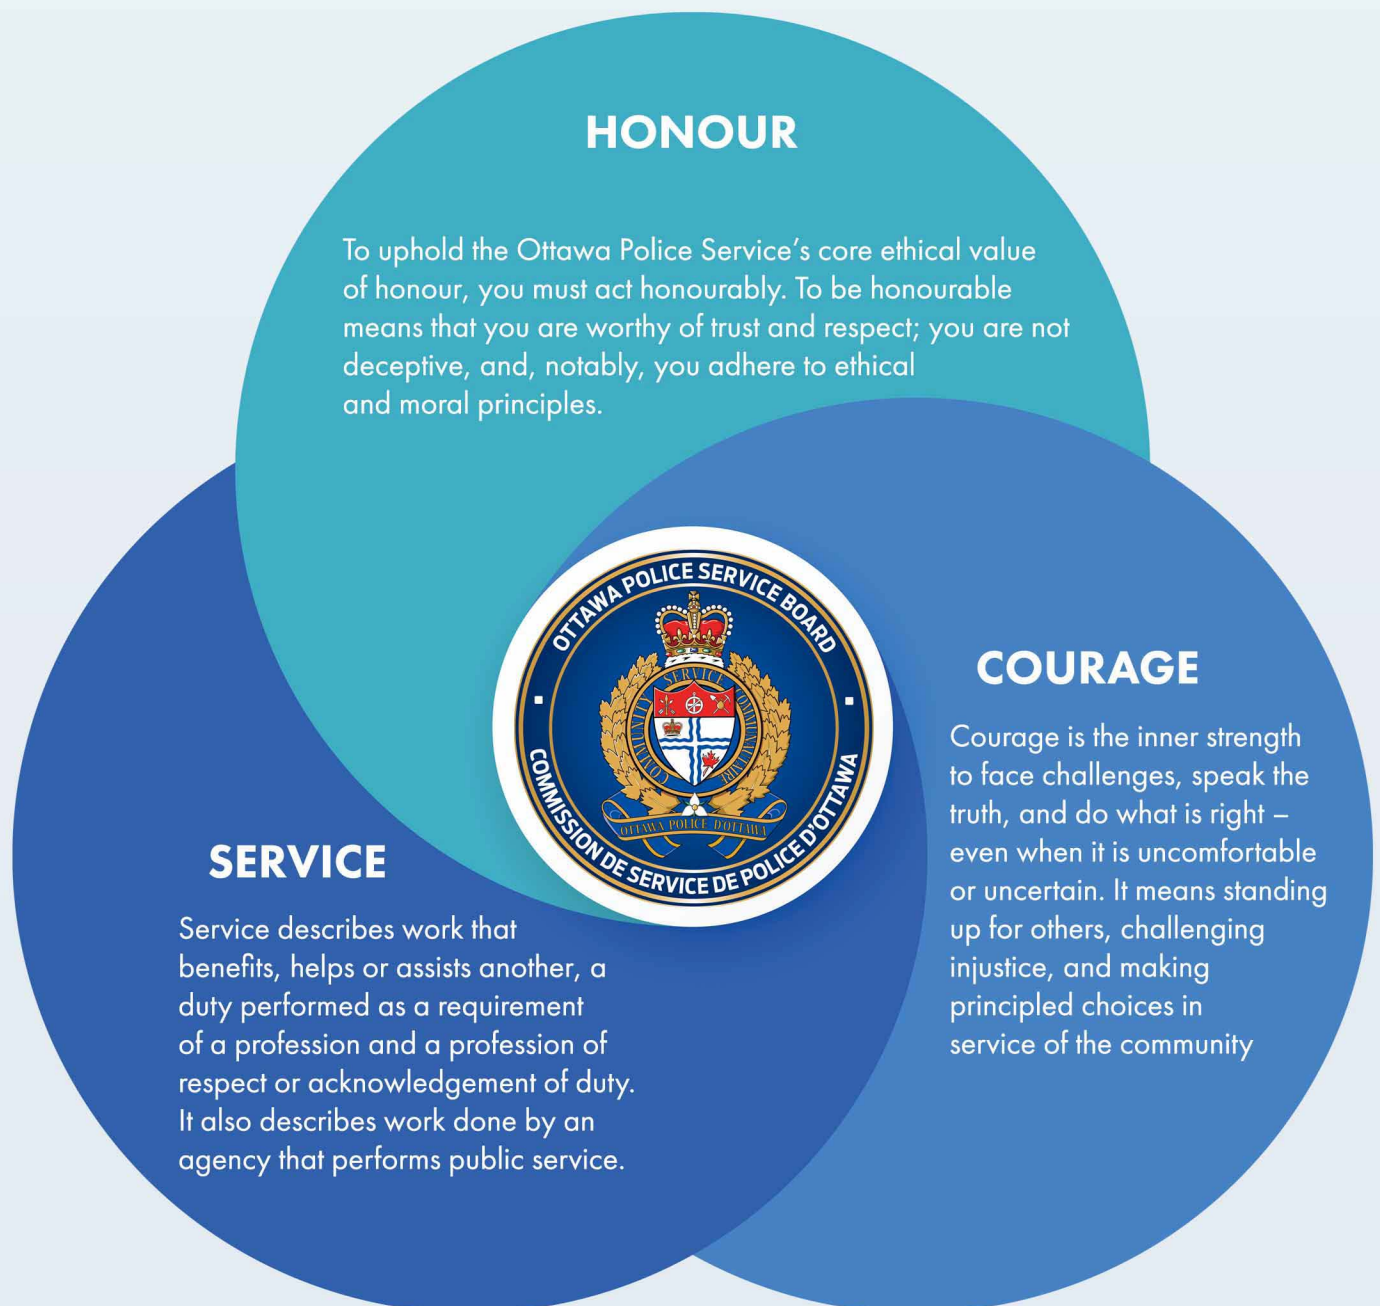 HONOUR
To uphold the Ottawa Police Service's core ethical value
of honour, you must act honourably. To be honourable
means that you are worthy of trust and respect; you are not
deceptive, and, notably, you adhere to ethical
and moral principles.
OTTAWA POLICE SERVICE BOARD
SERVICE
COMMUNITY
COMMUNAUTAIRE
OTTAWA POLICE D'OTTAWA
COMMISSION DE SERVICE DE POLICE D'OTTAWA
COURAGE
Courage is the inner strength
to face challenges, speak the
truth, and do what is right –
even when it is uncomfortable
or uncertain. It means standing
up for others, challenging
injustice, and making
principled choices in
service of the community
SERVICE
Service describes work that
benefits, helps or assists another, a
duty performed as a requirement
of a profession and a profession of
respect or acknowledgement of duty.
It also describes work done by an
agency that performs public service.